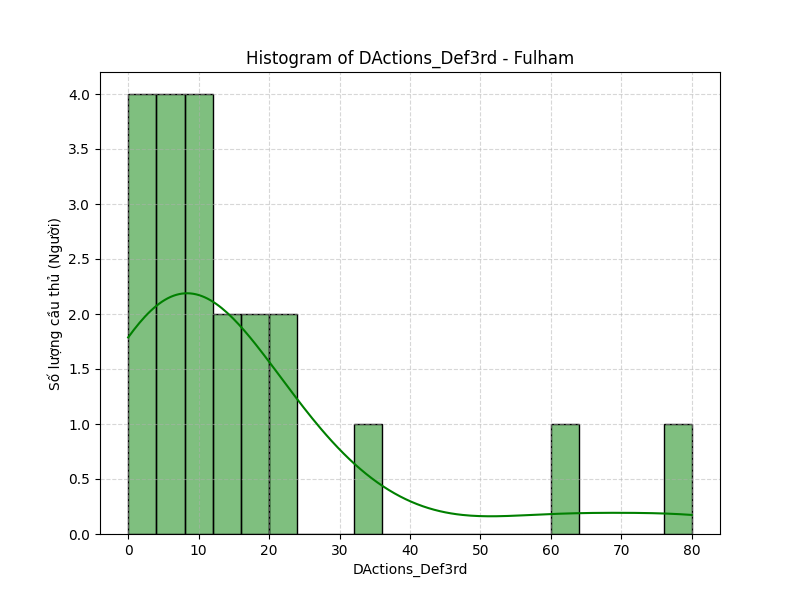 Histogram of DActions_Def3rd - Fulham
Số lượng cầu thủ (Người)
4.0
3.5
3.0
2.5
2.0
1.5
1.0
0.5
0.0
0 10 20 30 40 50 60 70 80
DActions_Def3rd